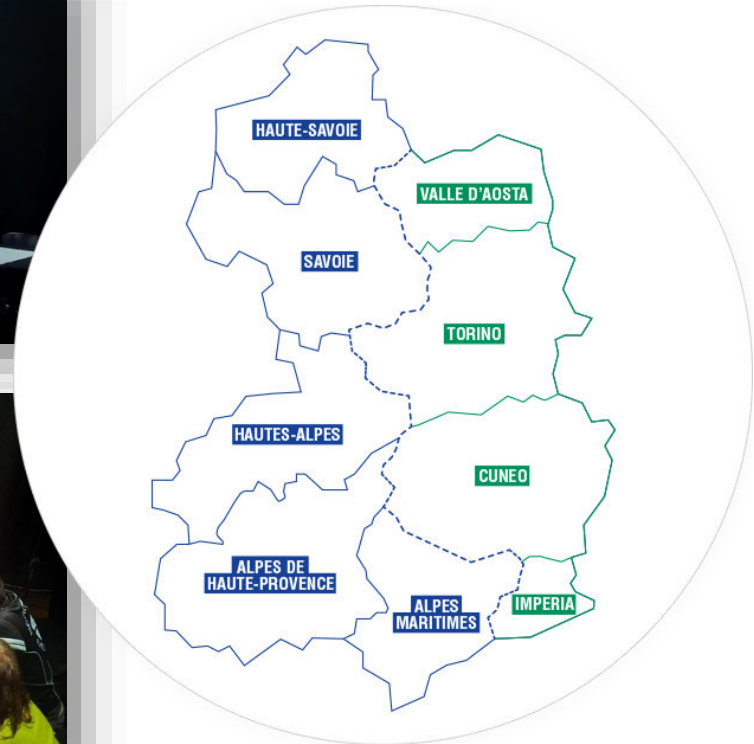 HAUTE-SAVOIE
VALLE D'AOSTA
SAVOIE
TORINO
HAUTES-ALPES
CUNEO
ALPES DE
HAUTE-PROVENCE
ALPES
MARITIMES
IMPERIA